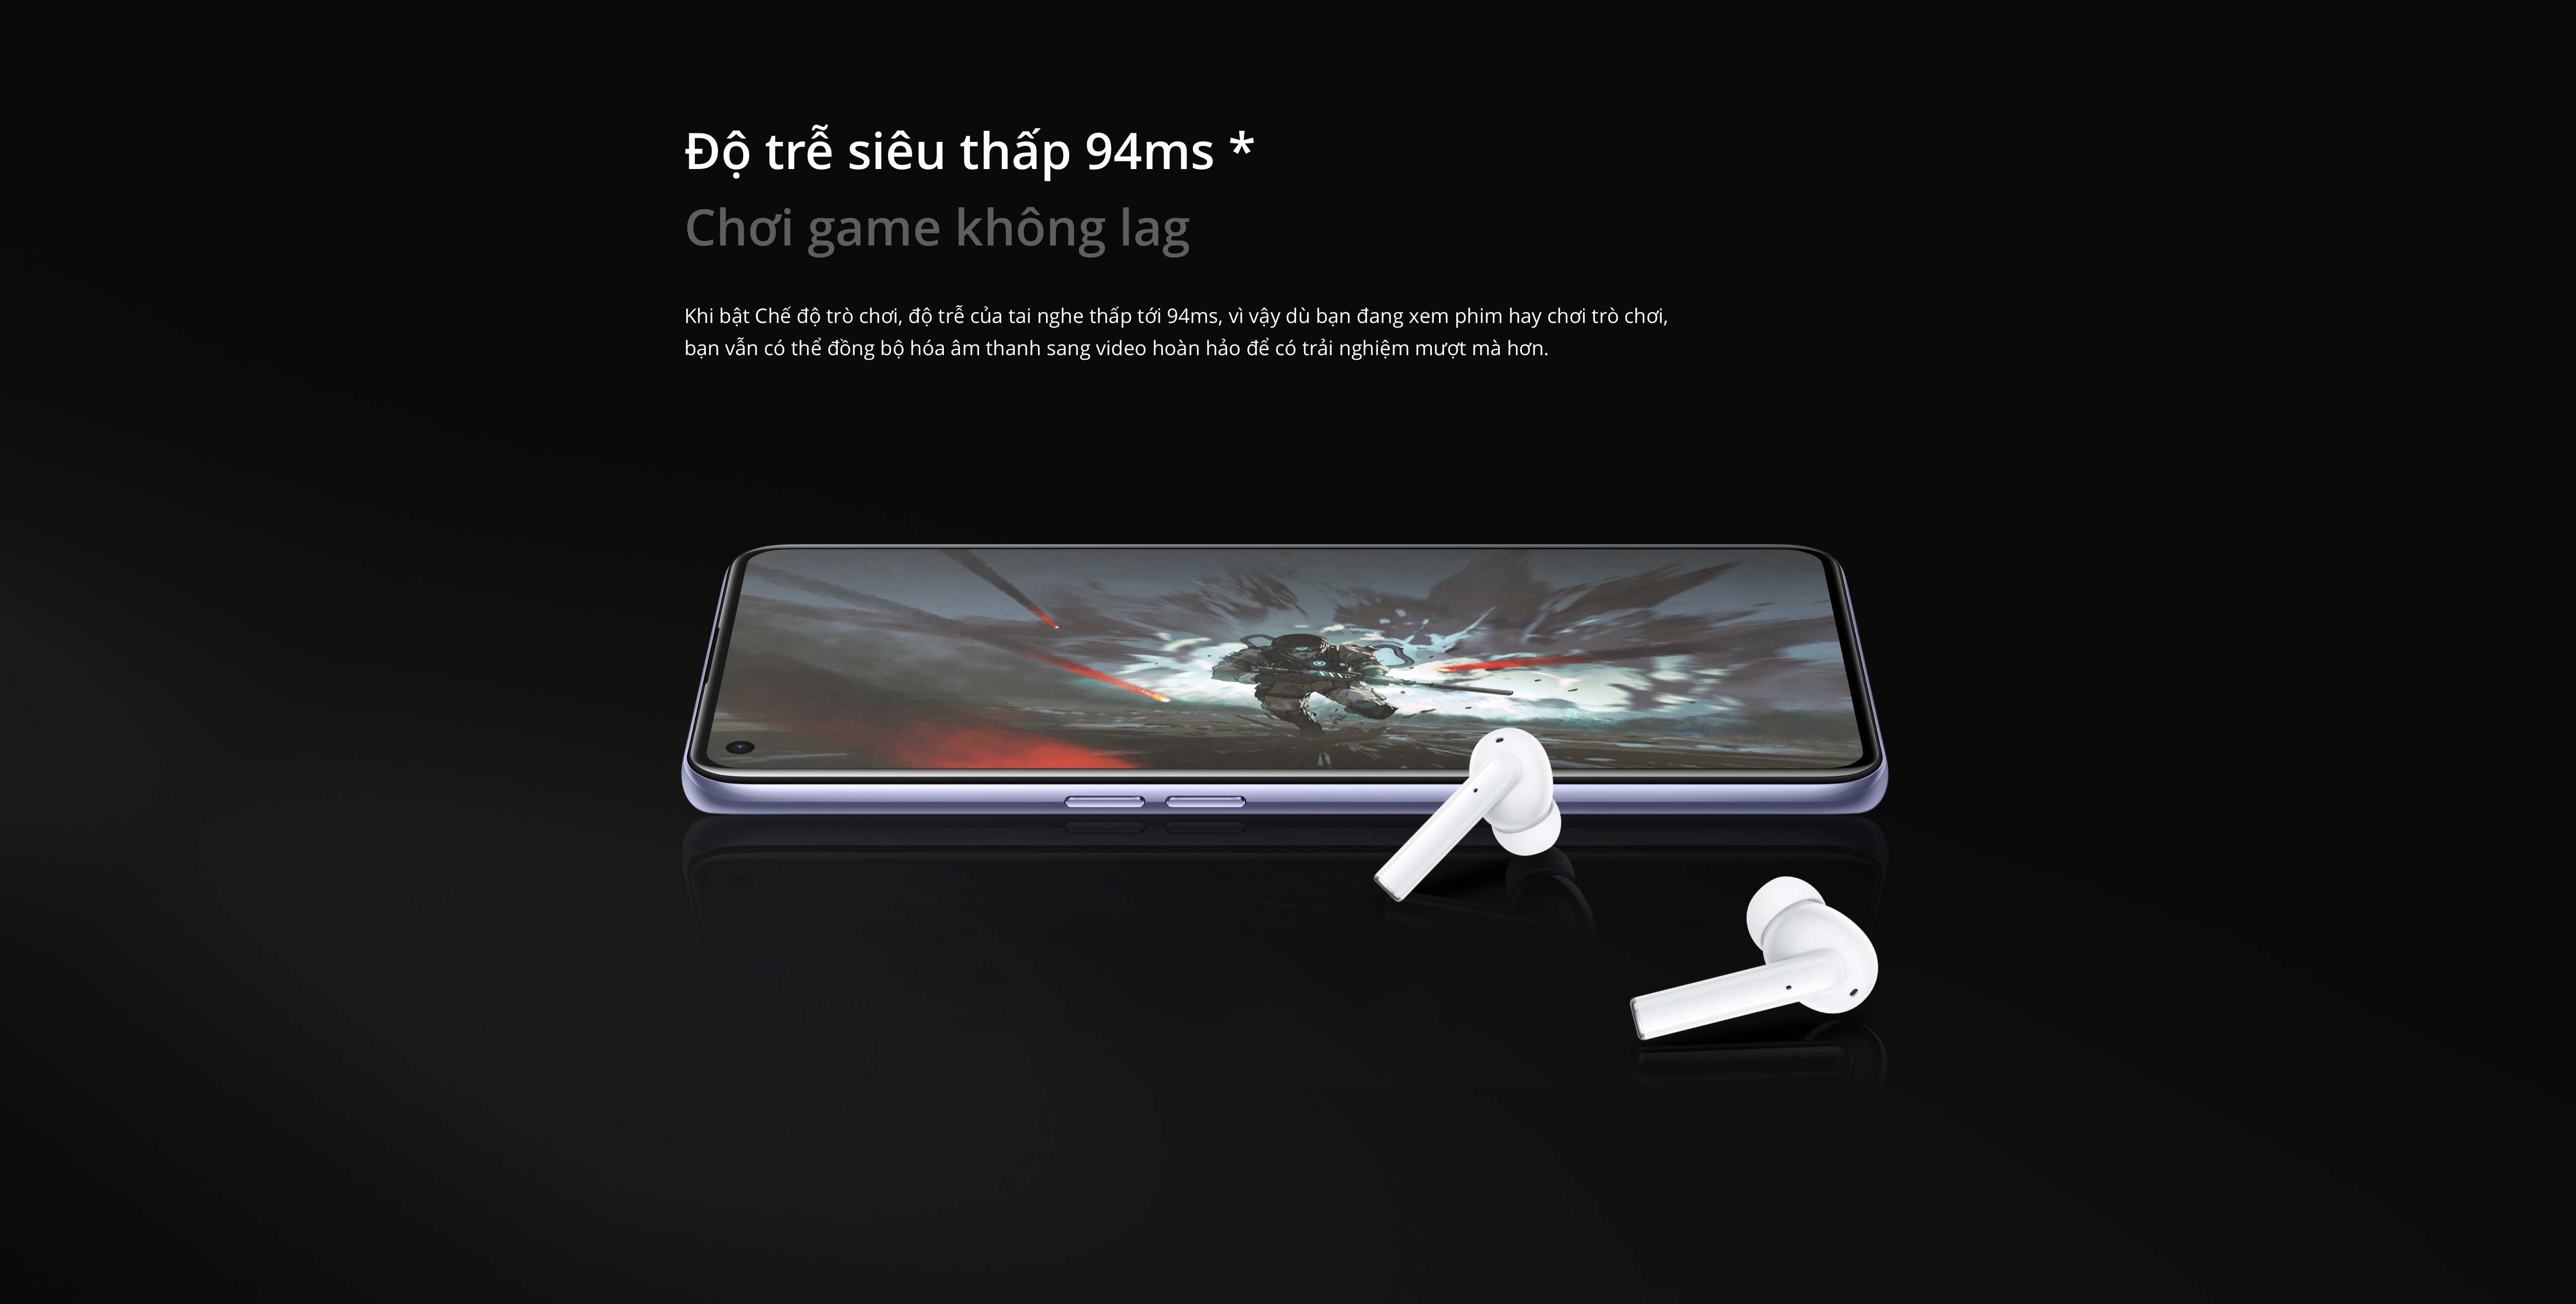 Độ trễ siêu thấp 94ms *
Chơi game không lag
Khi bật Chế độ trò chơi, độ trễ của tai nghe thấp tới 94ms, vì vậy dù bạn đang xem phim hay chơi trò chơi,
bạn vẫn có thể đồng bộ hóa âm thanh sang video hoàn hảo để có trải nghiệm mượt mà hơn.